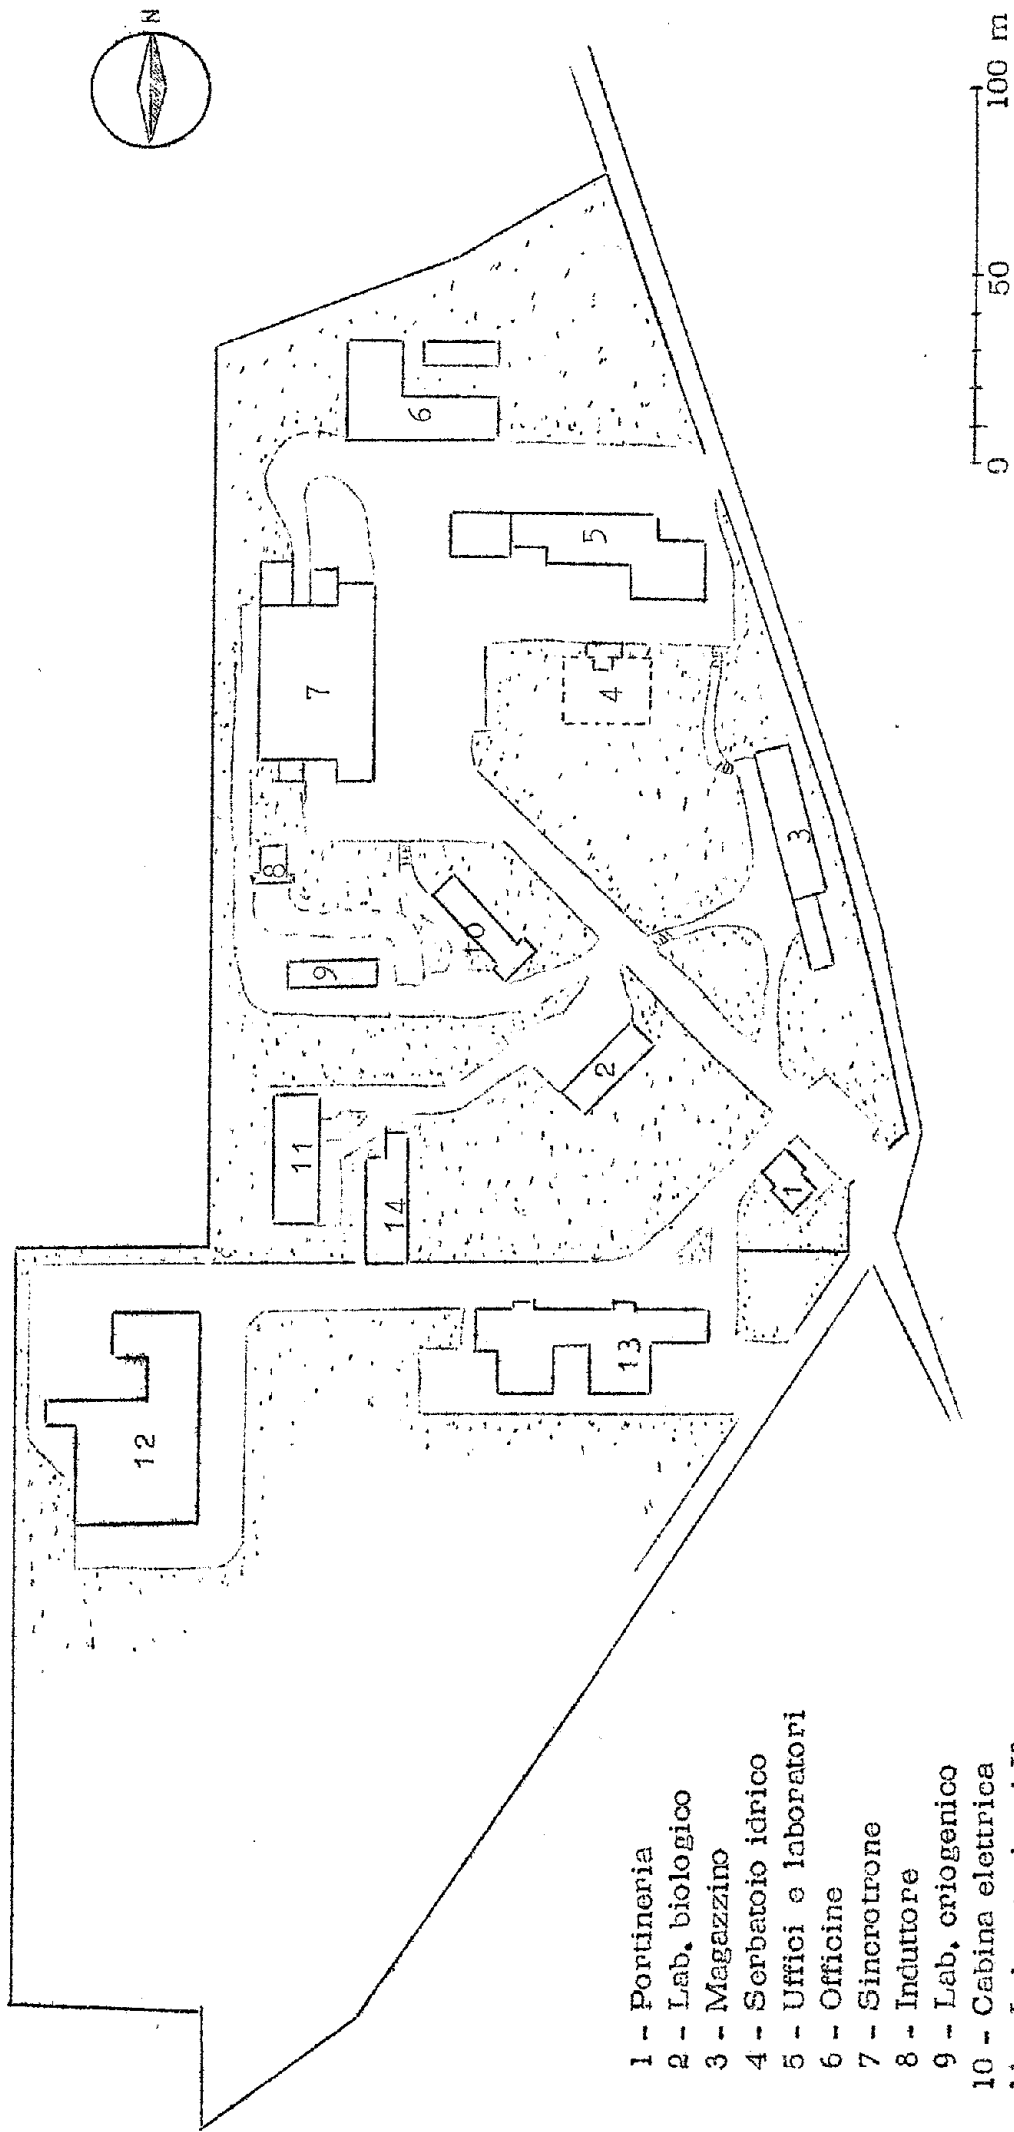 N
12
11
14
13
9
8
7
10
2
1
6
5
4
3
0 50 100 m
1 - Portineria
2 - Lab. biologico
3 - Magazzino
4 - Serbatoio idrico
5 - Uffici e laboratori
6 - Officine
7 - Sincrotrone
8 - Induttore
9 - Lab. criogenico
10 - Cabina elettrica